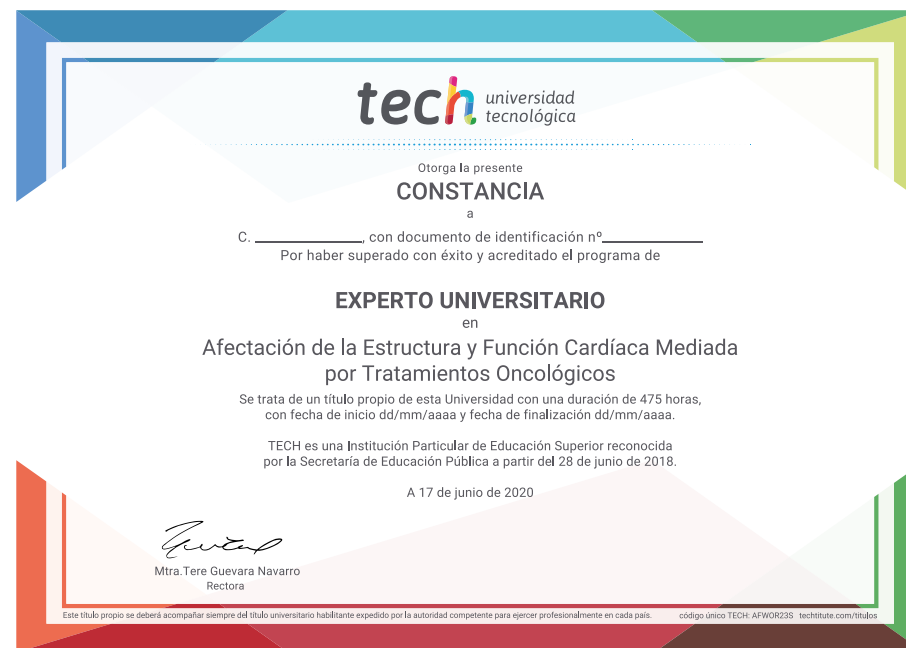 tech universidad
tecnológica
Otorga la presente
CONSTANCIA
a
C. ____________, con documento de identificación nº____________
Por haber superado con éxito y acreditado el programa de
EXPERTO UNIVERSITARIO
en
Afectación de la Estructura y Función Cardíaca Mediada
por Tratamientos Oncológicos
Se trata de un título propio de esta Universidad con una duración de 475 horas,
con fecha de inicio dd/mm/aaaa y fecha de finalización dd/mm/aaaa.
TECH es una Institución Particular de Educación Superior reconocida
por la Secretaría de Educación Pública a partir del 28 de junio de 2018.
A 17 de junio de 2020
Mtra.Tere Guevara Navarro
Rectora
Este título propio se deberá acompañar siempre del título universitario habilitante expedido por la autoridad competente para ejercer profesionalmente en cada país. código único TECH: AFWOR23S techtitute.com/titulos